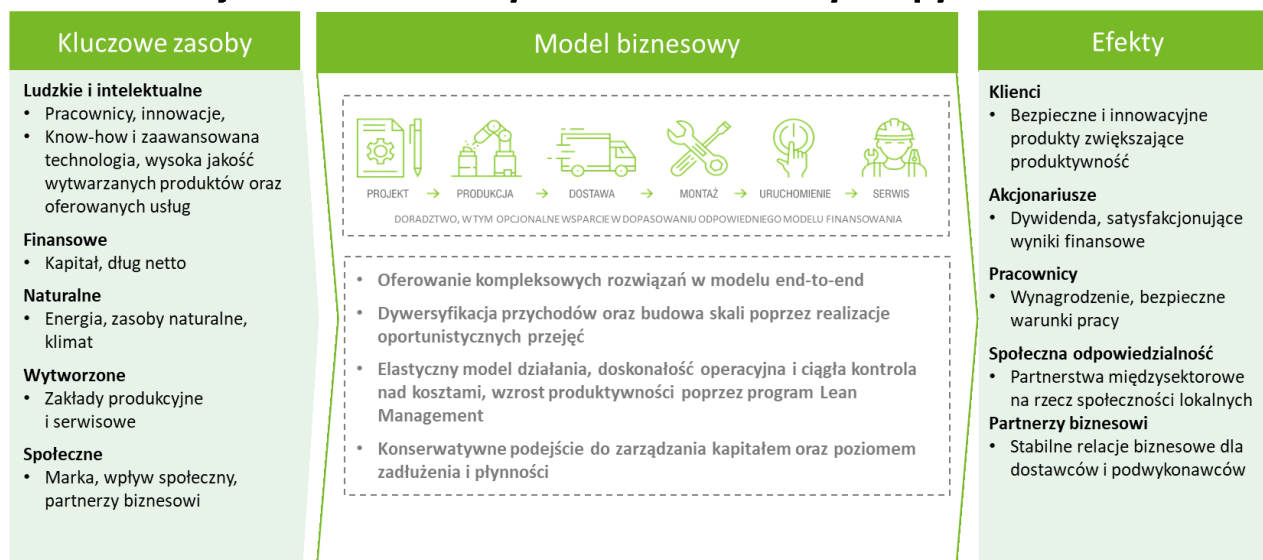 Kluczowe zasoby
Ludzkie i intelektualne
• Pracownicy, innowacje,
• Know-how i zaawansowana
technologia, wysoka jakość
wytwarzanych produktów oraz
oferowanych usług
Finansowe
• Kapitał, dług netto
Naturalne
• Energia, zasoby naturalne,
klimat
Wytworzone
• Zakłady produkcyjne
i serwisowe
Społeczne
• Marka, wpływ społeczny,
partnerzy biznesowi
Model biznesowy
PROJEKT → PRODUKCJA → DOSTAWA → MONTAŻ → URUCHOMIENIE → SERWIS
DORADZTWO, W TYM OPCJONALNE WSPARCIE W DOPASOWANIU ODPOWIEDNIEGO MODELU FINANSOWANIA
• Oferowanie kompleksowych rozwiązań w modelu end-to-end
• Dywersyfikacja przychodów oraz budowa skali poprzez realizacje
oportunistycznych przejęć
• Elastyczny model działania, doskonałość operacyjna i ciągła kontrola
nad kosztami, wzrost produktywności poprzez program Lean
Management
• Konserwatywne podejście do zarządzania kapitałem oraz poziomem
zadłużenia i płynności
Efekty
Klienci
• Bezpieczne i innowacyjne
produkty zwiększające
produktywność
Akcjonariusze
• Dywidenda, satysfakcjonujące
wyniki finansowe
Pracownicy
• Wynagrodzenie, bezpieczne
warunki pracy
Społeczna odpowiedzialność
• Partnerstwa międzysektorowe
na rzecz społeczności lokalnych
Partnerzy biznesowi
• Stabilne relacje biznesowe dla
dostawców i podwykonawców